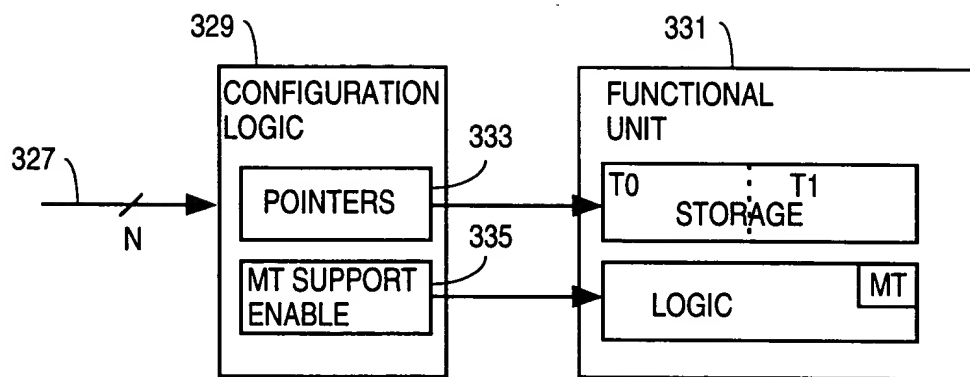 329
331
CONFIGURATION
LOGIC
FUNCTIONAL
UNIT
327
333
POINTERS
T0 T1
STORAGE
N
335
MT SUPPORT
ENABLE
LOGIC
MT